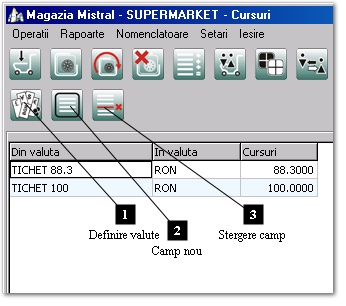 Magazia Mistral - SUPERMARKET - Cursuri
Operatii Rapoarte Nomenclatoare Setari Iesire
Din valuta In valuta Cursuri
TICHET 88.3 RON 88.3000
TICHET 100 RON 100.0000
1 2 3
Definire valute Stergere camp
Camp nou